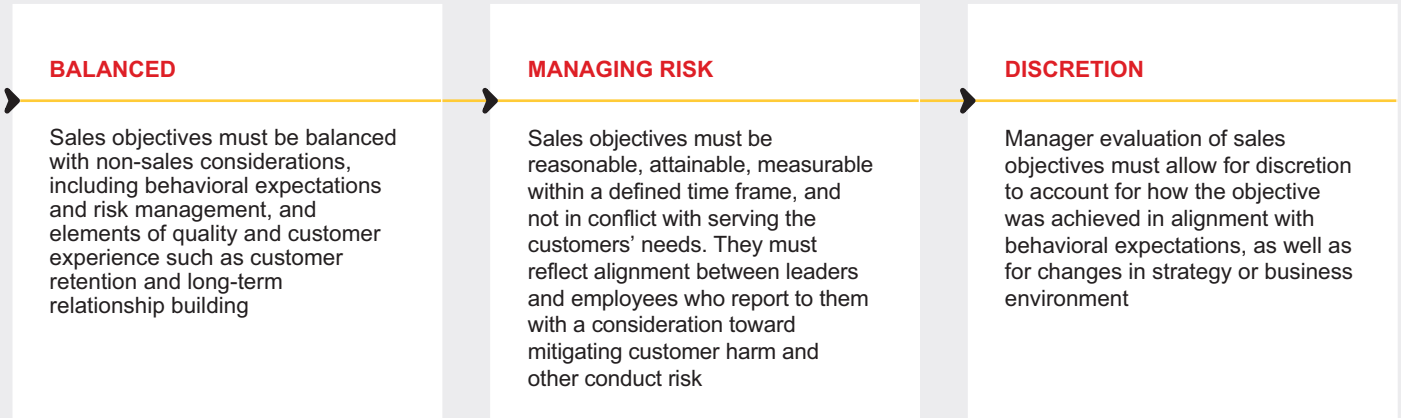 BALANCED
Sales objectives must be balanced
with non-sales considerations,
including behavioral expectations
and risk management, and
elements of quality and customer
experience such as customer
retention and long-term
relationship building
MANAGING RISK
Sales objectives must be
reasonable, attainable, measurable
within a defined time frame, and
not in conflict with serving the
customers’ needs. They must
reflect alignment between leaders
and employees who report to them
with a consideration toward
mitigating customer harm and
other conduct risk
DISCRETION
Manager evaluation of sales
objectives must allow for discretion
to account for how the objective
was achieved in alignment with
behavioral expectations, as well as
for changes in strategy or business
environment